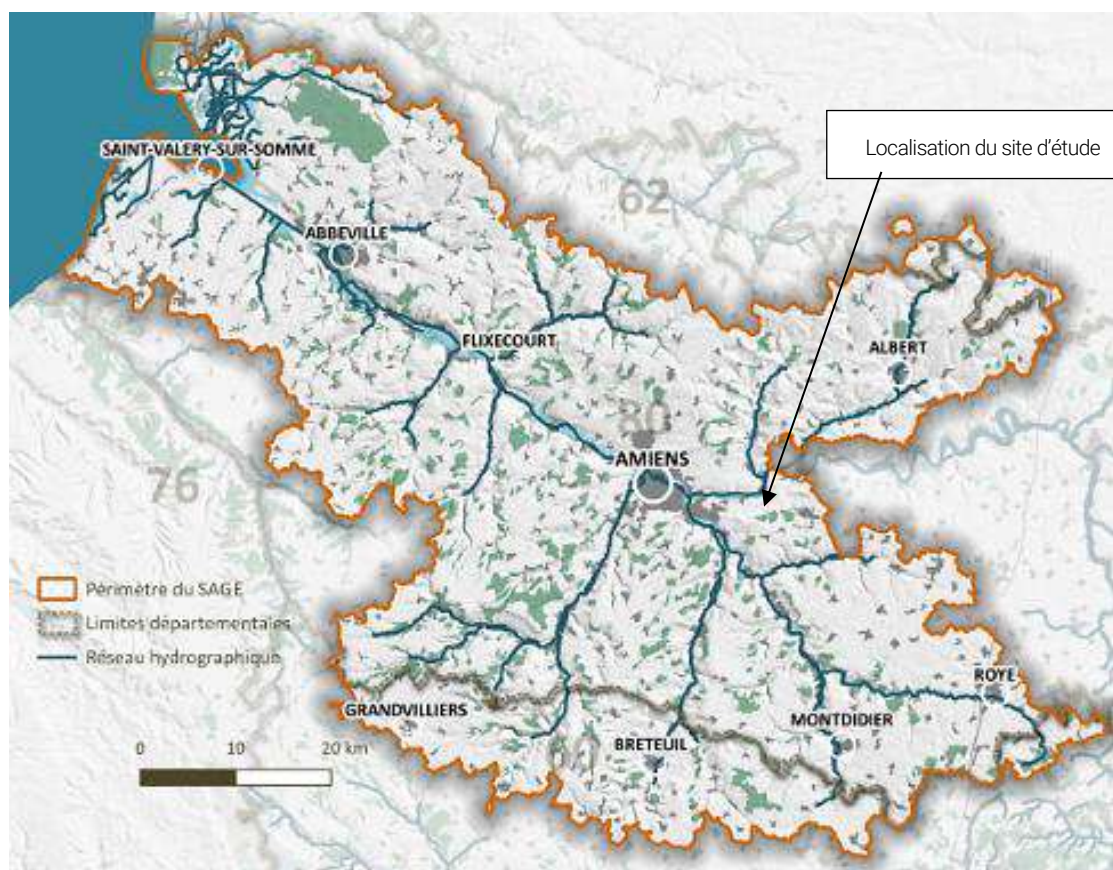 Localisation du site d'étude
62
SAINT-VALERY-SUR-SOMME
ABBEVILLE
FLIXECOURT
ALBERT
80
AMIENS
76
Périmètre du SAGE
Limites départementales
Réseau hydrographique
ROYE
GRANDVILLIERS
MONTDIDIER
BRETEUIL
60
0 10 20 km